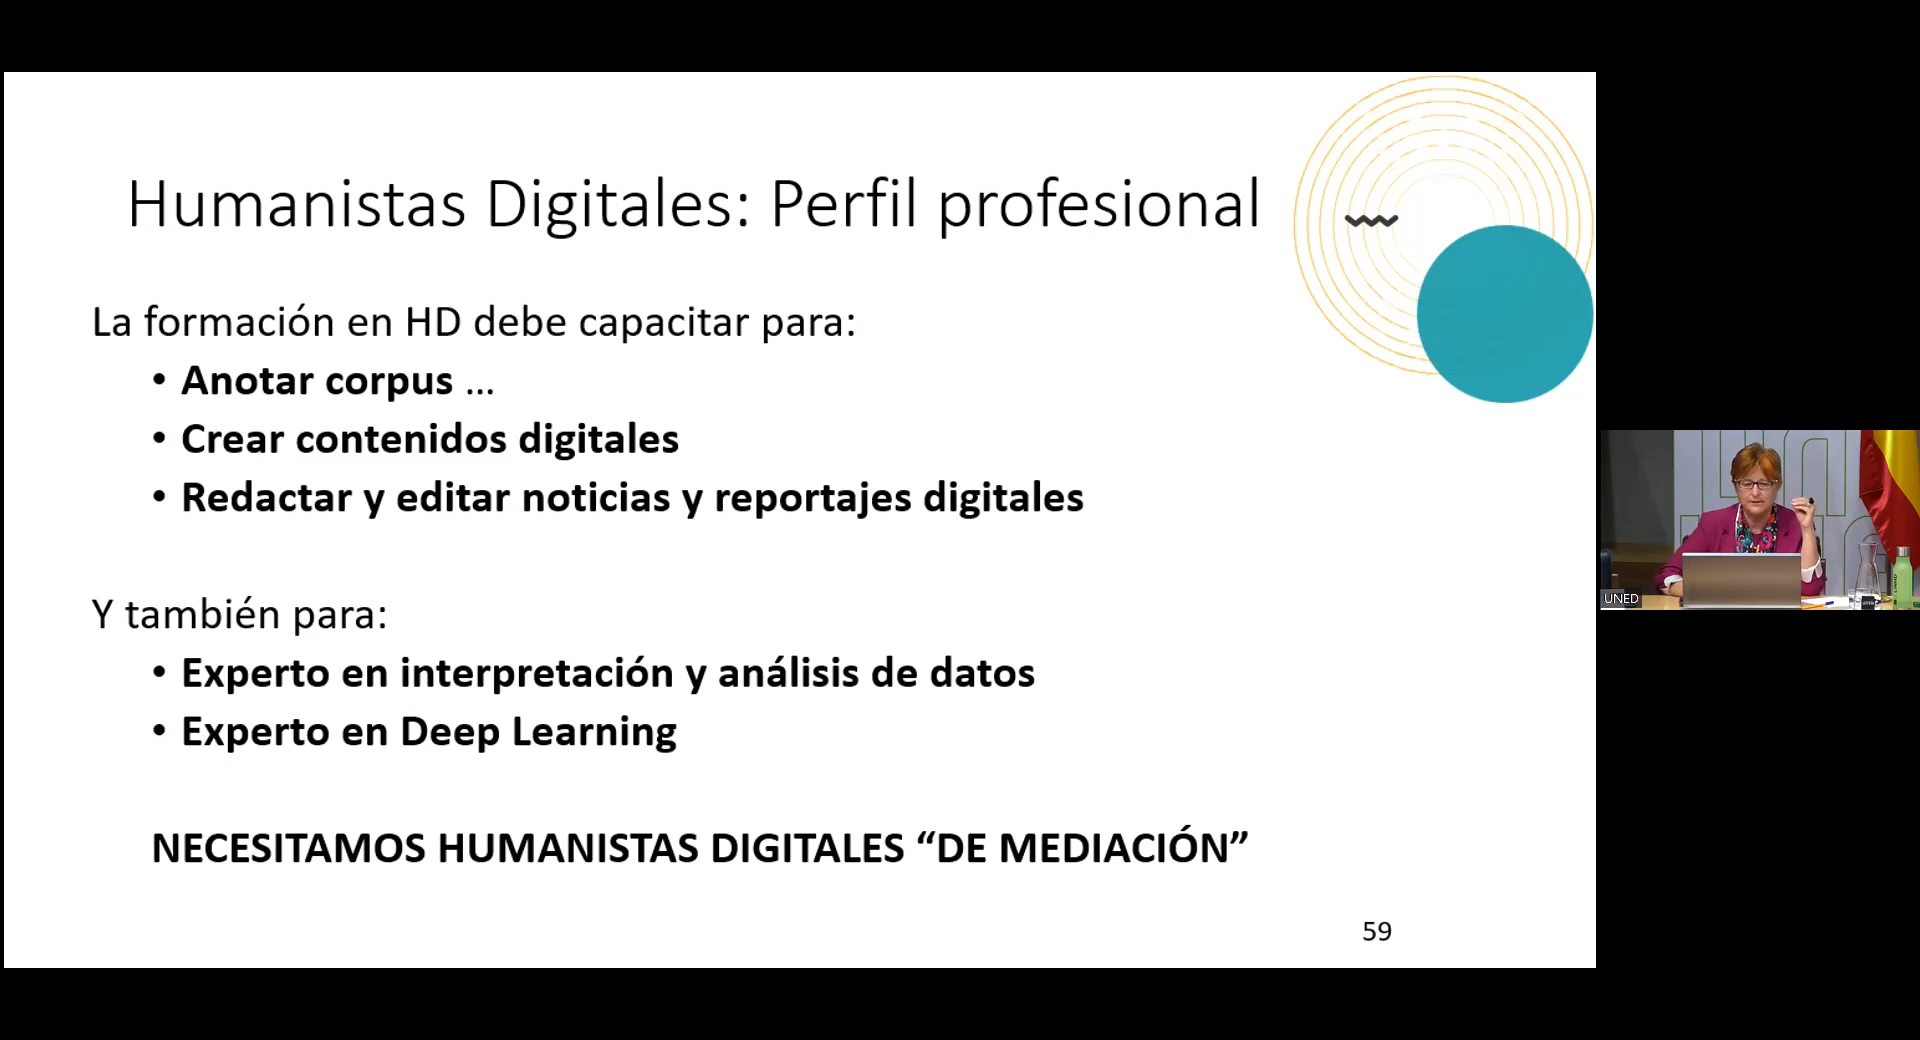 Humanistas Digitales: Perfil profesional
La formación en HD debe capacitar para:
• Anotar corpus ...
• Crear contenidos digitales
• Redactar y editar noticias y reportajes digitales
Y también para:
• Experto en interpretación y análisis de datos
• Experto en Deep Learning
NECESITAMOS HUMANISTAS DIGITALES “DE MEDIACIÓN”
59
UNED